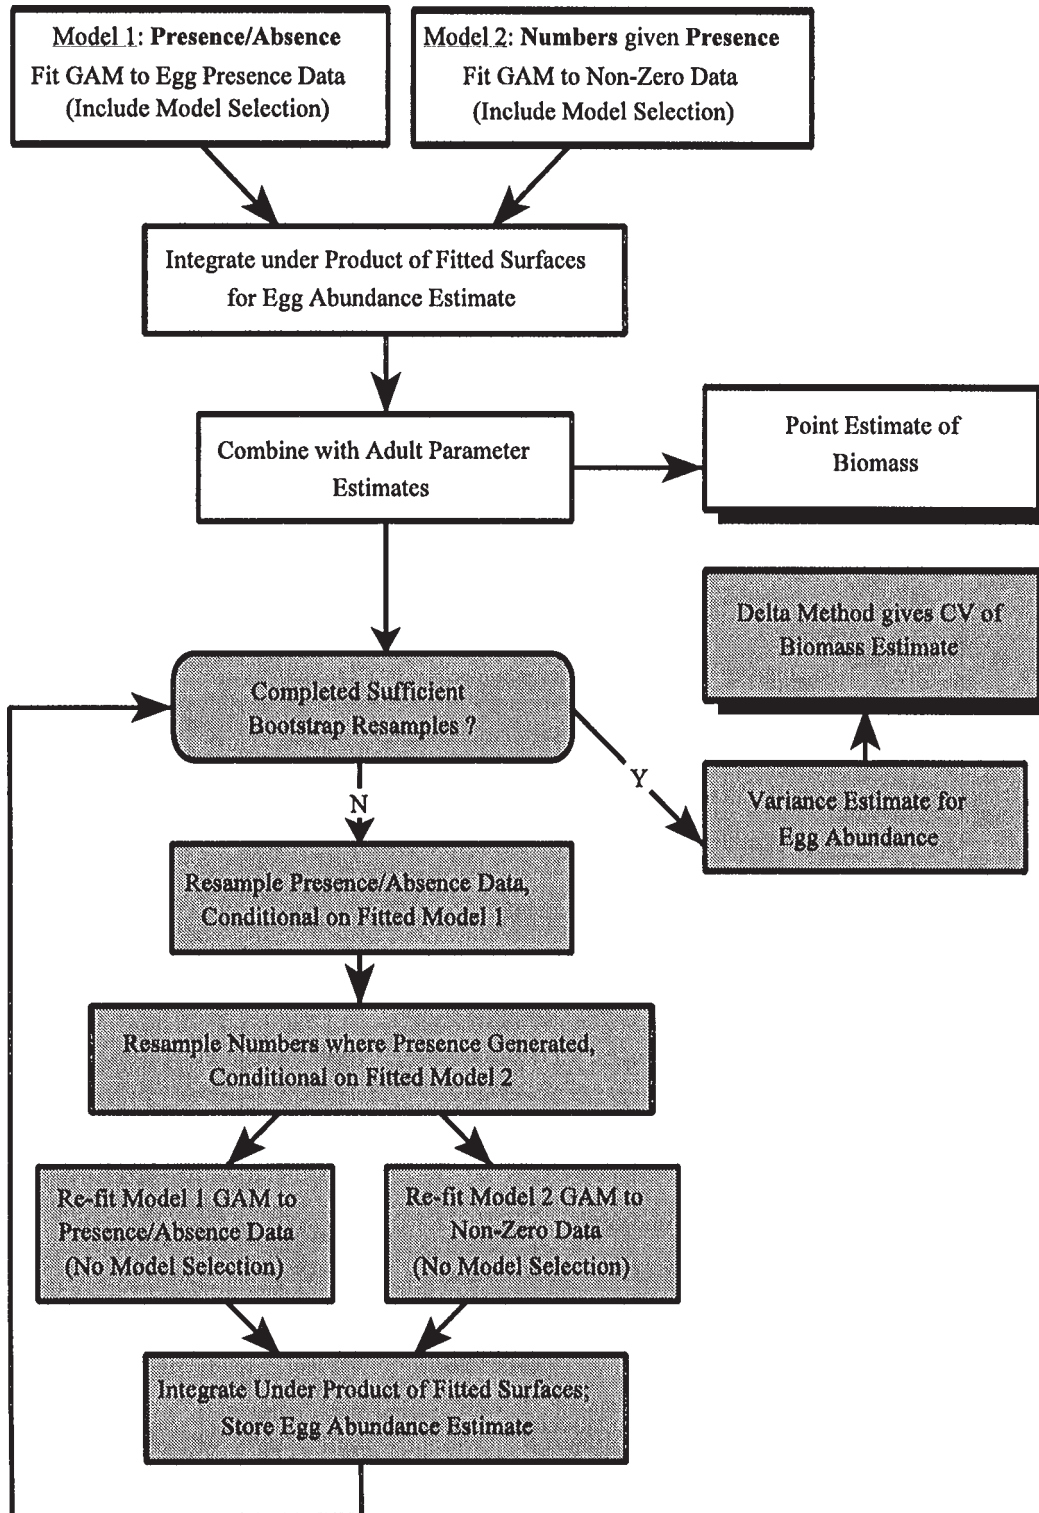 Model 1: Presence/Absence
Fit GAM to Egg Presence Data
(Include Model Selection)
Model 2: Numbers given Presence
Fit GAM to Non-Zero Data
(Include Model Selection)
Integrate under Product of Fitted Surfaces
for Egg Abundance Estimate
Combine with Adult Parameter
Estimates
Point Estimate of
Biomass
Delta Method gives CV of
Biomass Estimate
Completed Sufficient
Bootstrap Resamples ?
Y
N
Variance Estimate for
Egg Abundance
Resample Presence/Absence Data,
Conditional on Fitted Model 1
Resample Numbers where Presence Generated,
Conditional on Fitted Model 2
Re-fit Model 1 GAM to
Presence/Absence Data
(No Model Selection)
Re-fit Model 2 GAM to
Non-Zero Data
(No Model Selection)
Integrate Under Product of Fitted Surfaces;
Store Egg Abundance Estimate